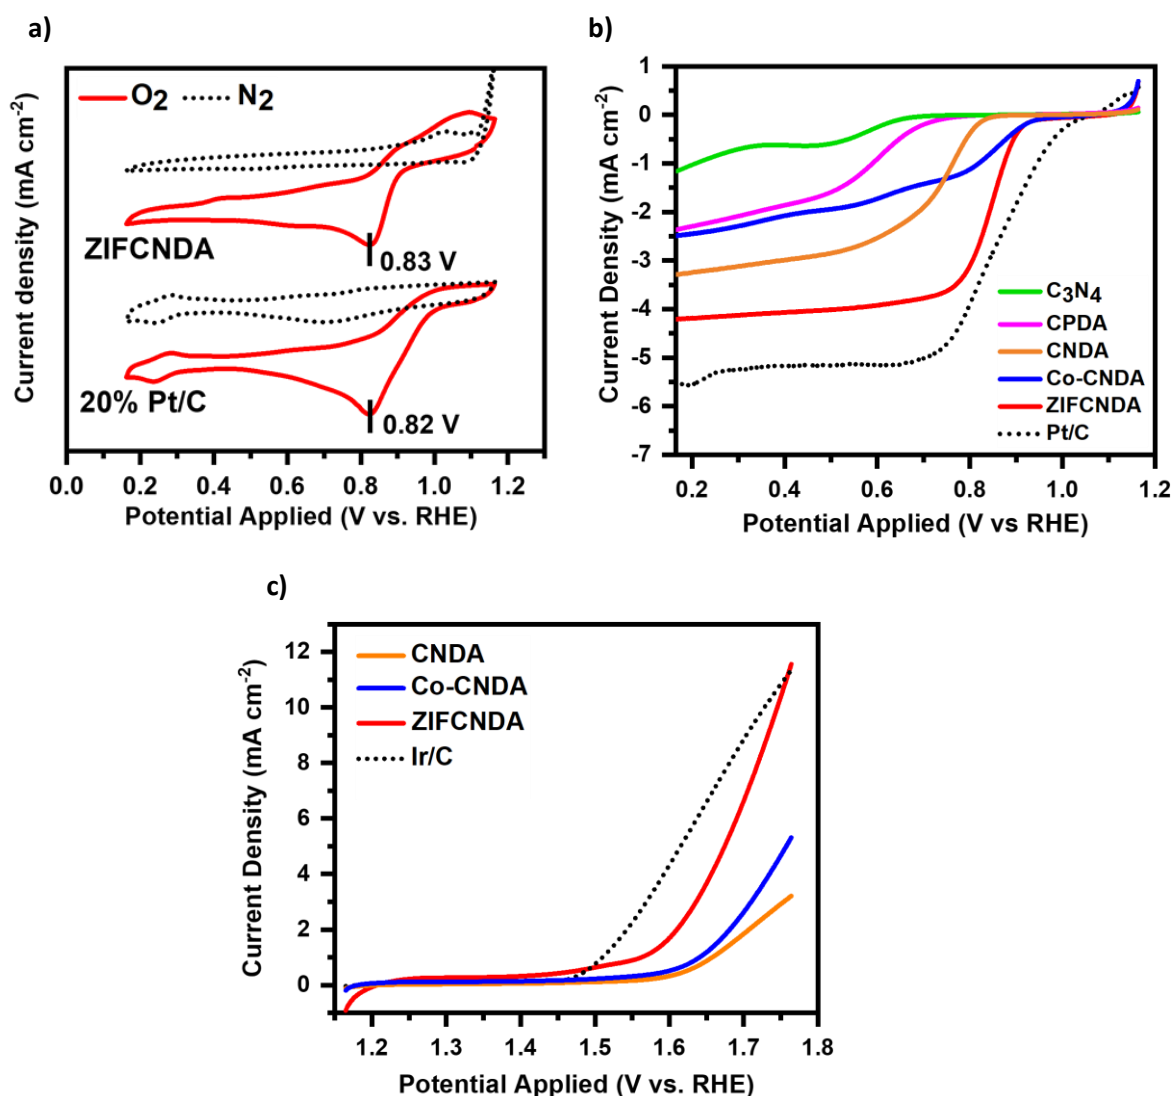 a)
O2 N2
ZIFCNDA
0.83 V
20% Pt/C
0.82 V
0.0 0.2 0.4 0.6 0.8 1.0 1.2
Potential Applied (V vs. RHE)
Current density (mA cm-2)
b)
1
0
-1
-2
-3
-4
-5
-6
-7
C3N4
CPDA
CNDA
Co-CNDA
ZIFCNDA
Pt/C
0.2 0.4 0.6 0.8 1.0 1.2
Potential Applied (V vs RHE)
Current Density (mA cm-2)
c)
12
10
8
6
4
2
0
CNDA
Co-CNDA
ZIFCNDA
Ir/C
1.2 1.3 1.4 1.5 1.6 1.7 1.8
Potential Applied (V vs. RHE)
Current Density (mA cm-2)